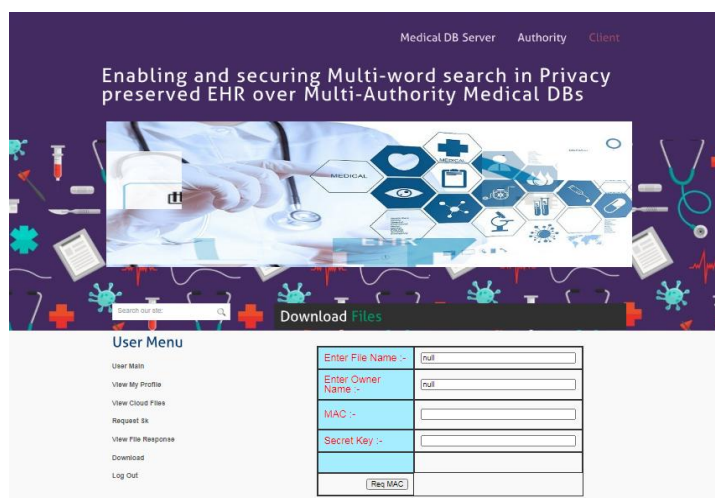 Medical DB Server Authority Client
Enabling and securing Multi-word search in Privacy
preserved EHR over Multi-Authority Medical DBs
MEDICAL
MEDICAL
EHR
Search our site:
Download Files
User Menu
User Main
View My Profile
View Cloud Files
Request Sk
View File Response
Download
Log Out
Enter File Name :- null
Enter Owner
Name :- null
MAC :-
Secret Key :-
Req MAC